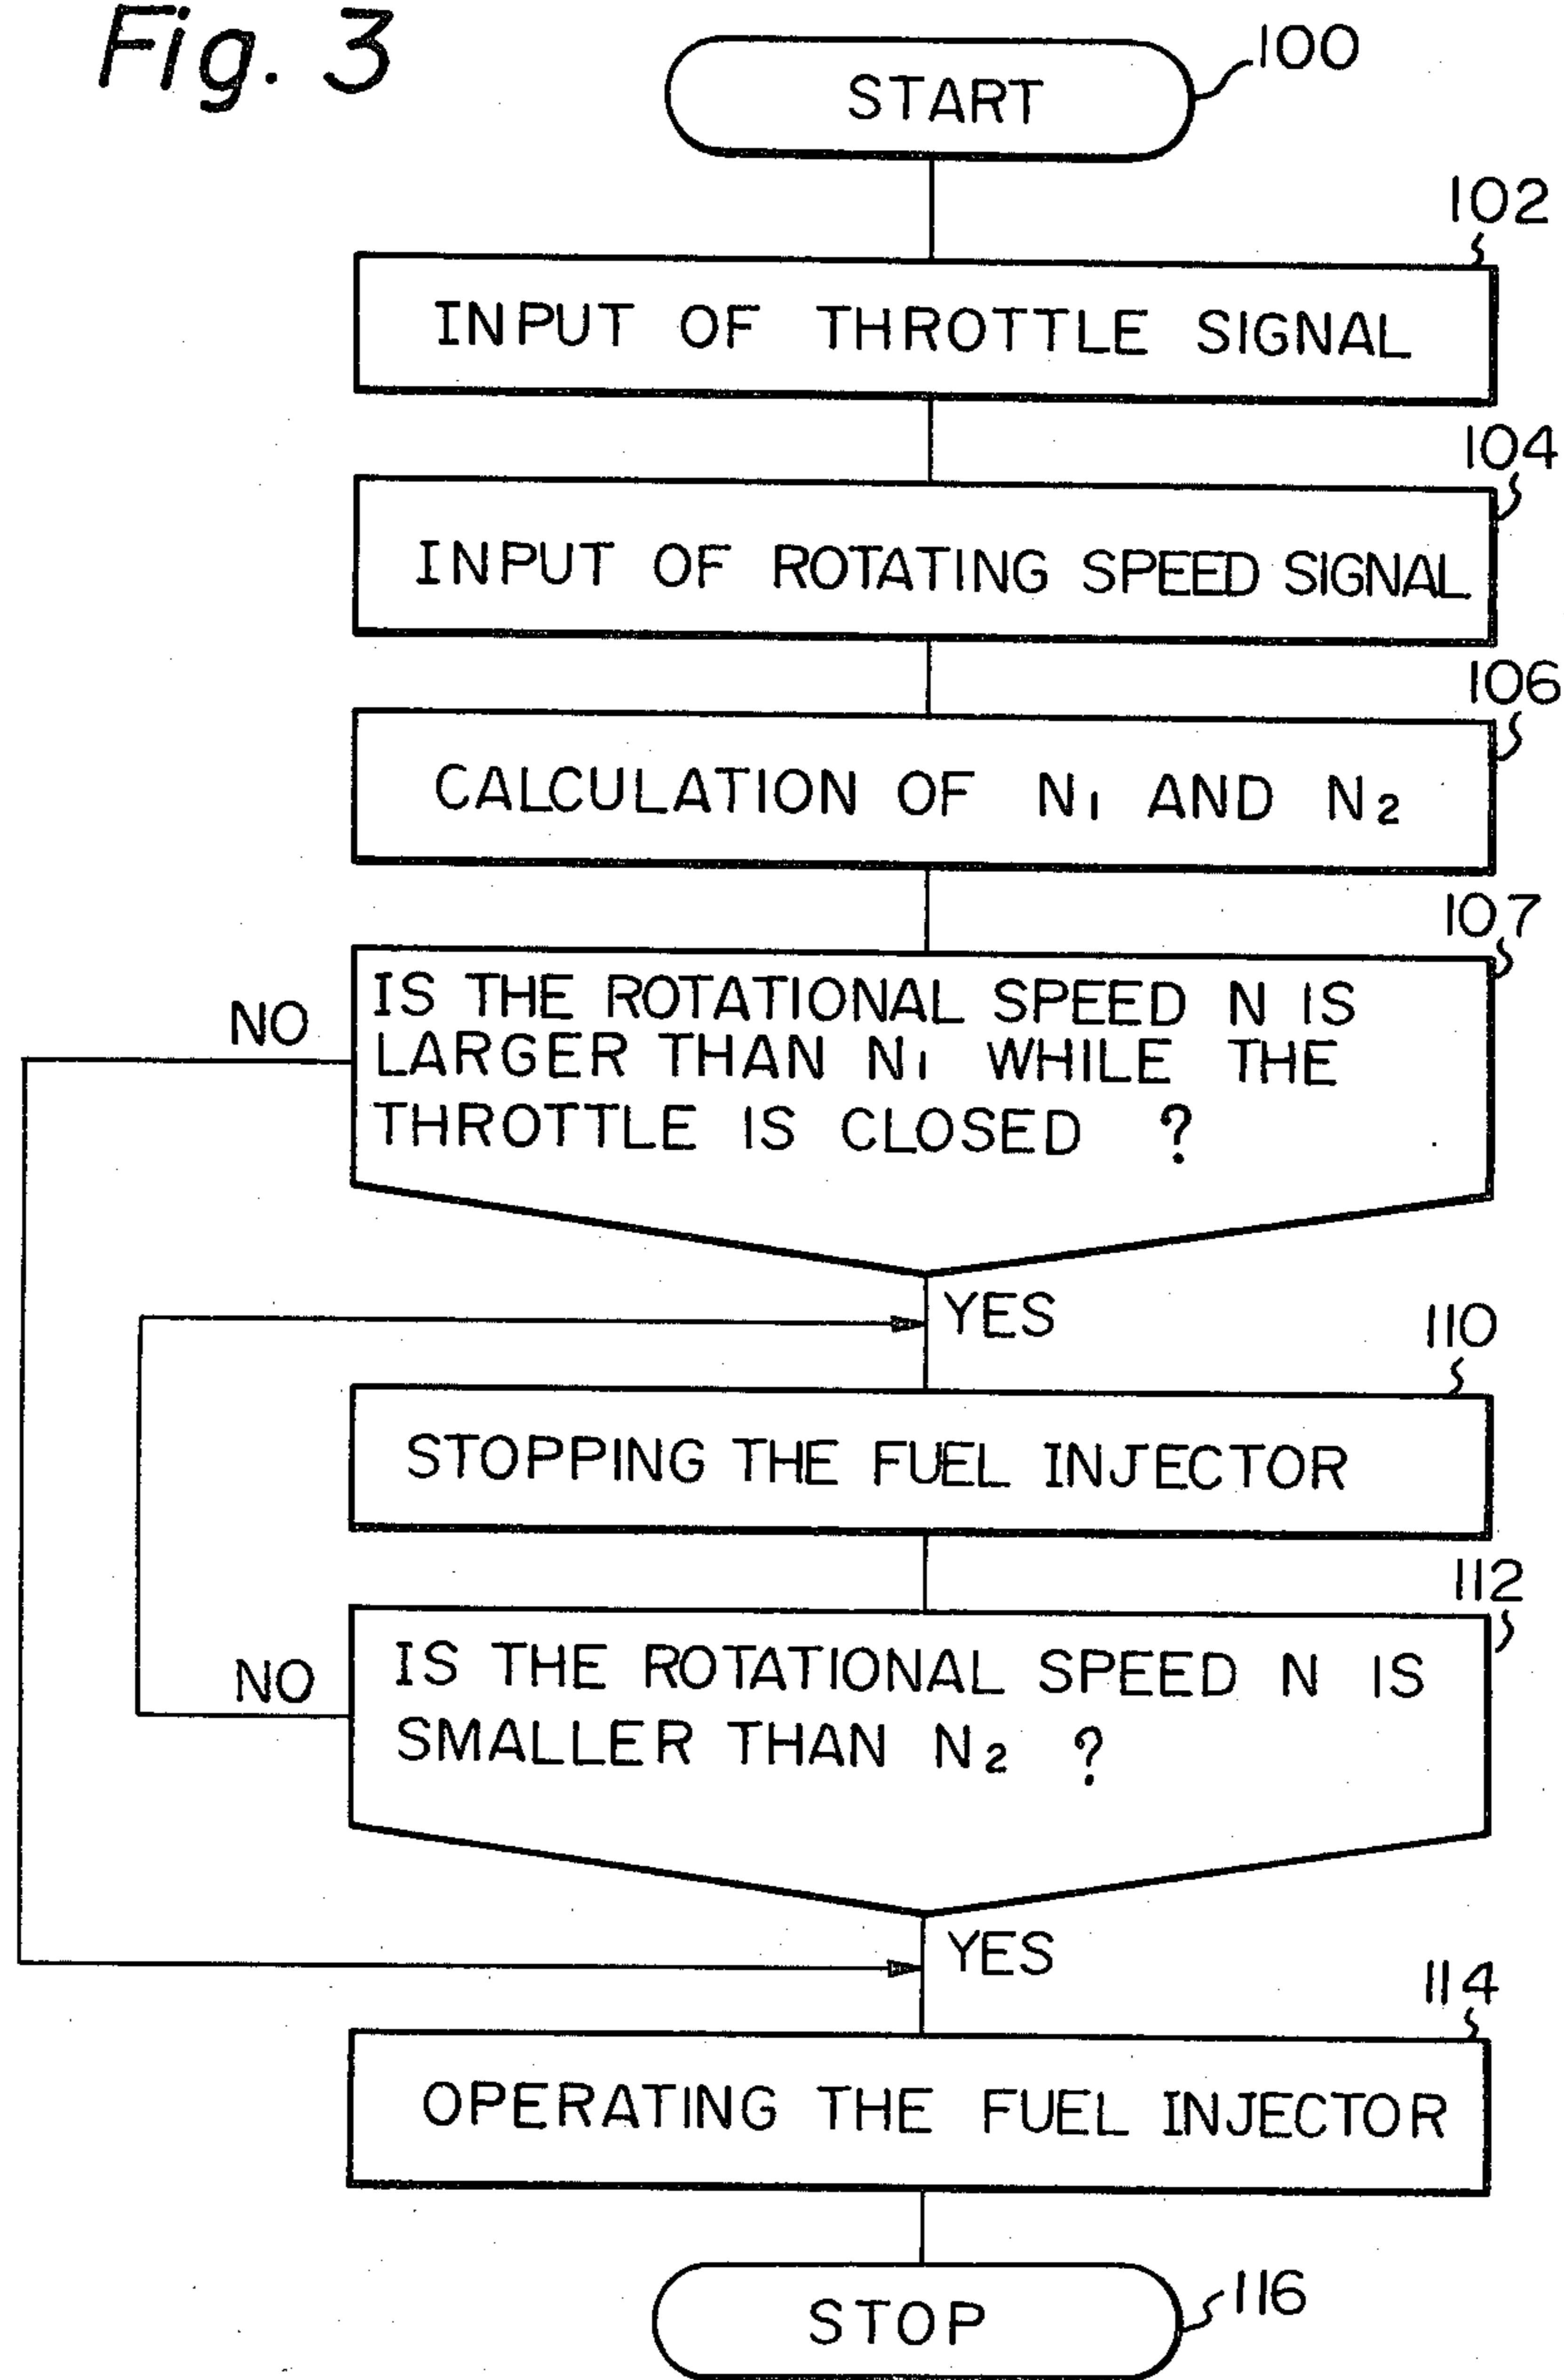 Fig. 3
START
100
102
INPUT OF THROTTLE SIGNAL
104
INPUT OF ROTATING SPEED SIGNAL
106
CALCULATION OF N1 AND N2
107
NO
IS THE ROTATIONAL SPEED N IS
LARGER THAN N1 WHILE THE
THROTTLE IS CLOSED ?
YES
110
STOPPING THE FUEL INJECTOR
112
NO
IS THE ROTATIONAL SPEED N IS
SMALLER THAN N2 ?
YES
114
OPERATING THE FUEL INJECTOR
STOP
116